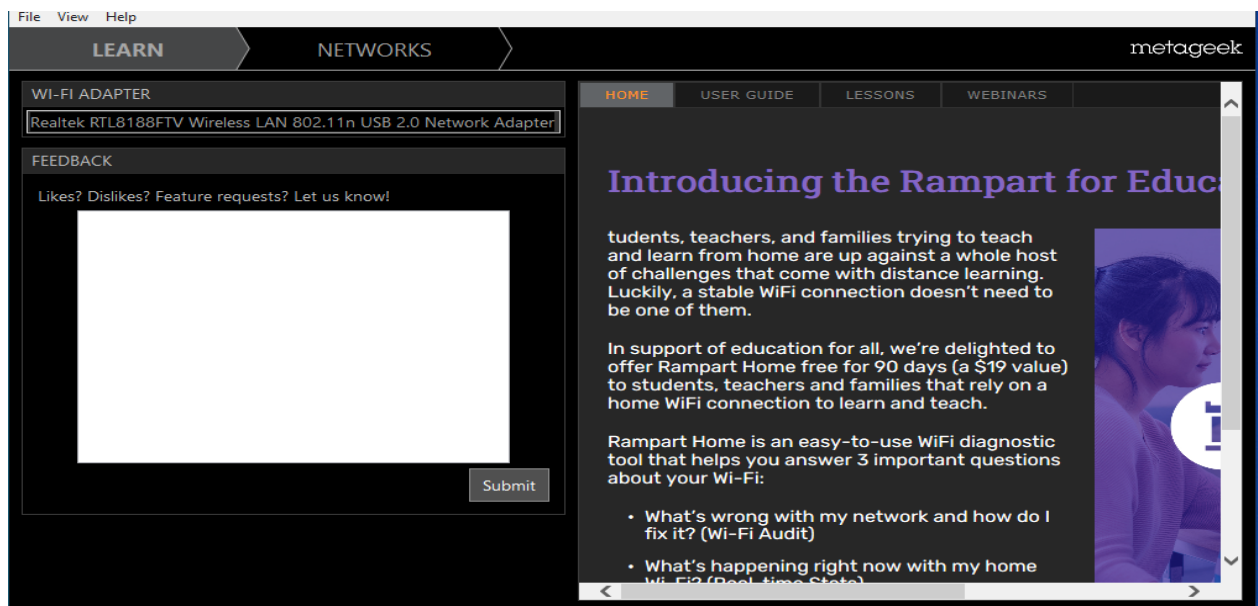 File View Help
LEARN NETWORKS metageek
WI-FI ADAPTER
Realtek RTL8188FTV Wireless LAN 802.11n USB 2.0 Network Adapter
FEEDBACK
Likes? Dislikes? Feature requests? Let us know!
Submit
HOME USER GUIDE LESSONS WEBINARS
Introducing the Rampart for Educa
tudents, teachers, and families trying to teach
and learn from home are up against a whole host
of challenges that come with distance learning.
Luckily, a stable WiFi connection doesn't need to
be one of them.
In support of education for all, we're delighted to
offer Rampart Home free for 90 days (a $19 value)
to students, teachers and families that rely on a
home WiFi connection to learn and teach.
Rampart Home is an easy-to-use WiFi diagnostic
tool that helps you answer 3 important questions
about your Wi-Fi:
• What's wrong with my network and how do I
fix it? (Wi-Fi Audit)
• What's happening right now with my home
Wi-Fi? (Real-time Stats)